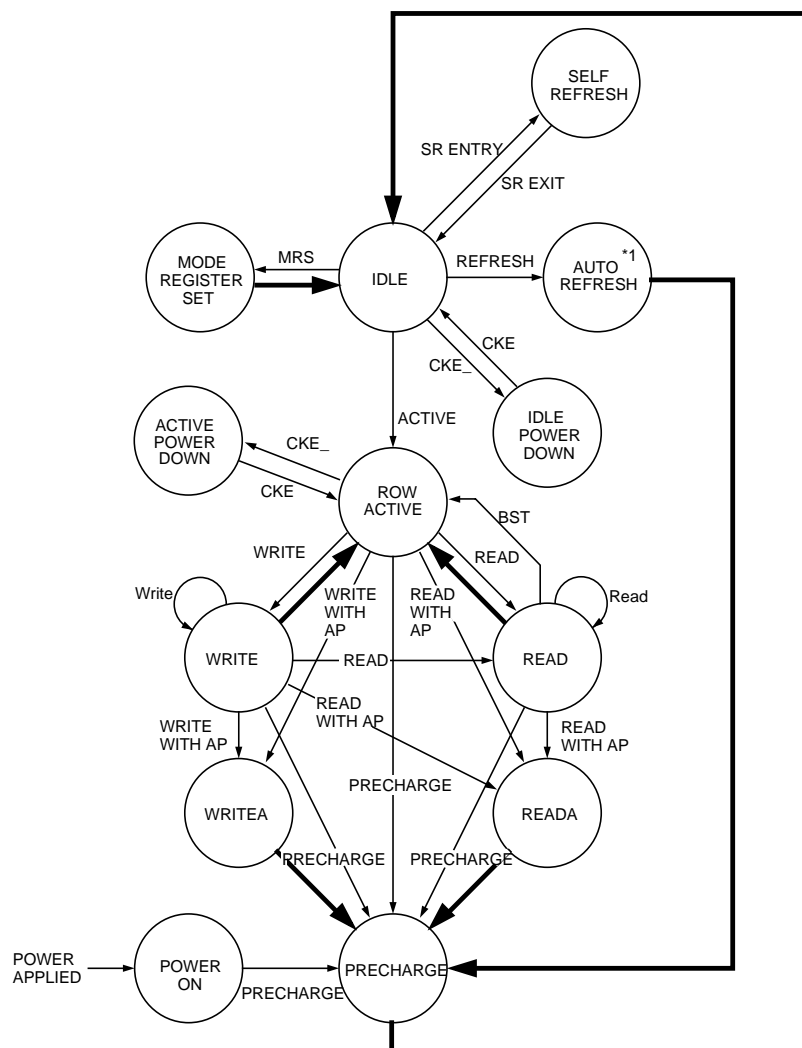 SELF
REFRESH
SR ENTRY
SR EXIT
MODE
REGISTER
SET
MRS
IDLE
REFRESH
AUTO *1
REFRESH
CKE
CKE_
ACTIVE
IDLE
POWER
DOWN
ACTIVE
POWER
DOWN
CKE_
CKE
ROW
ACTIVE
BST
WRITE
READ
Write
WRITE
WITH
AP
READ
WITH
AP
Read
WRITE
READ
READ
WRITE
WITH AP
READ
WITH AP
READ
WITH AP
WRITEA
PRECHARGE
READA
PRECHARGE
PRECHARGE
POWER
APPLIED
POWER
ON
PRECHARGE
PRECHARGE